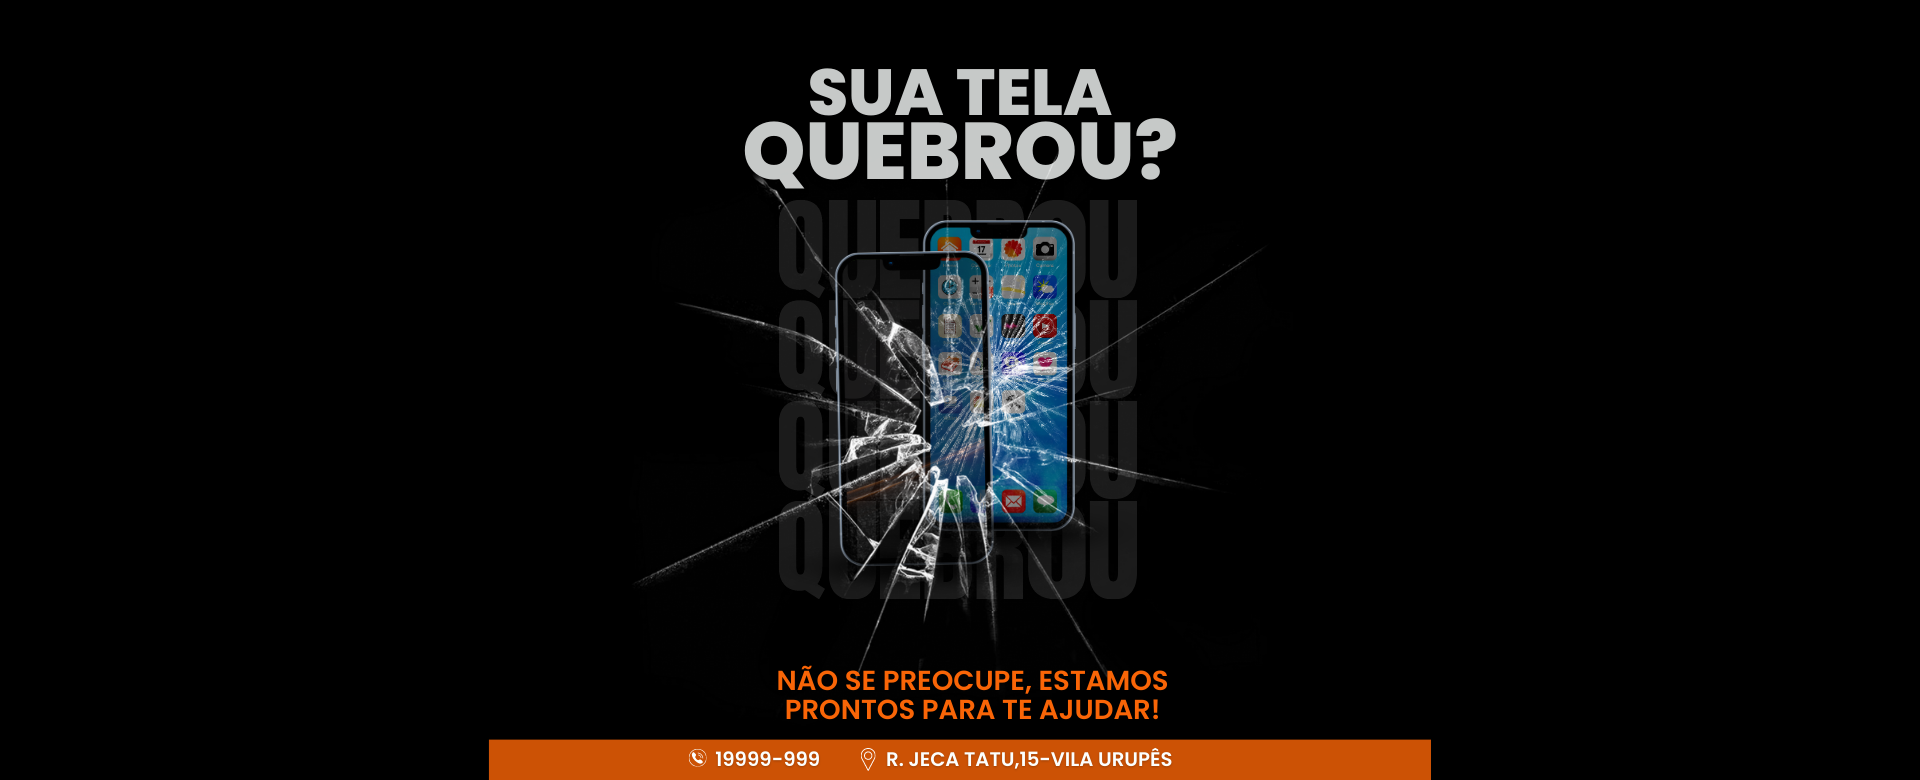 SUA TELA
QUEBROU?
QUEBROU
QUEBROU
QUEBROU
QUEBROU
17
NÃO SE PREOCUPE, ESTAMOS
PRONTOS PARA TE AJUDAR!
19999-999
R. JECA TATU,15-VILA URUPÊS